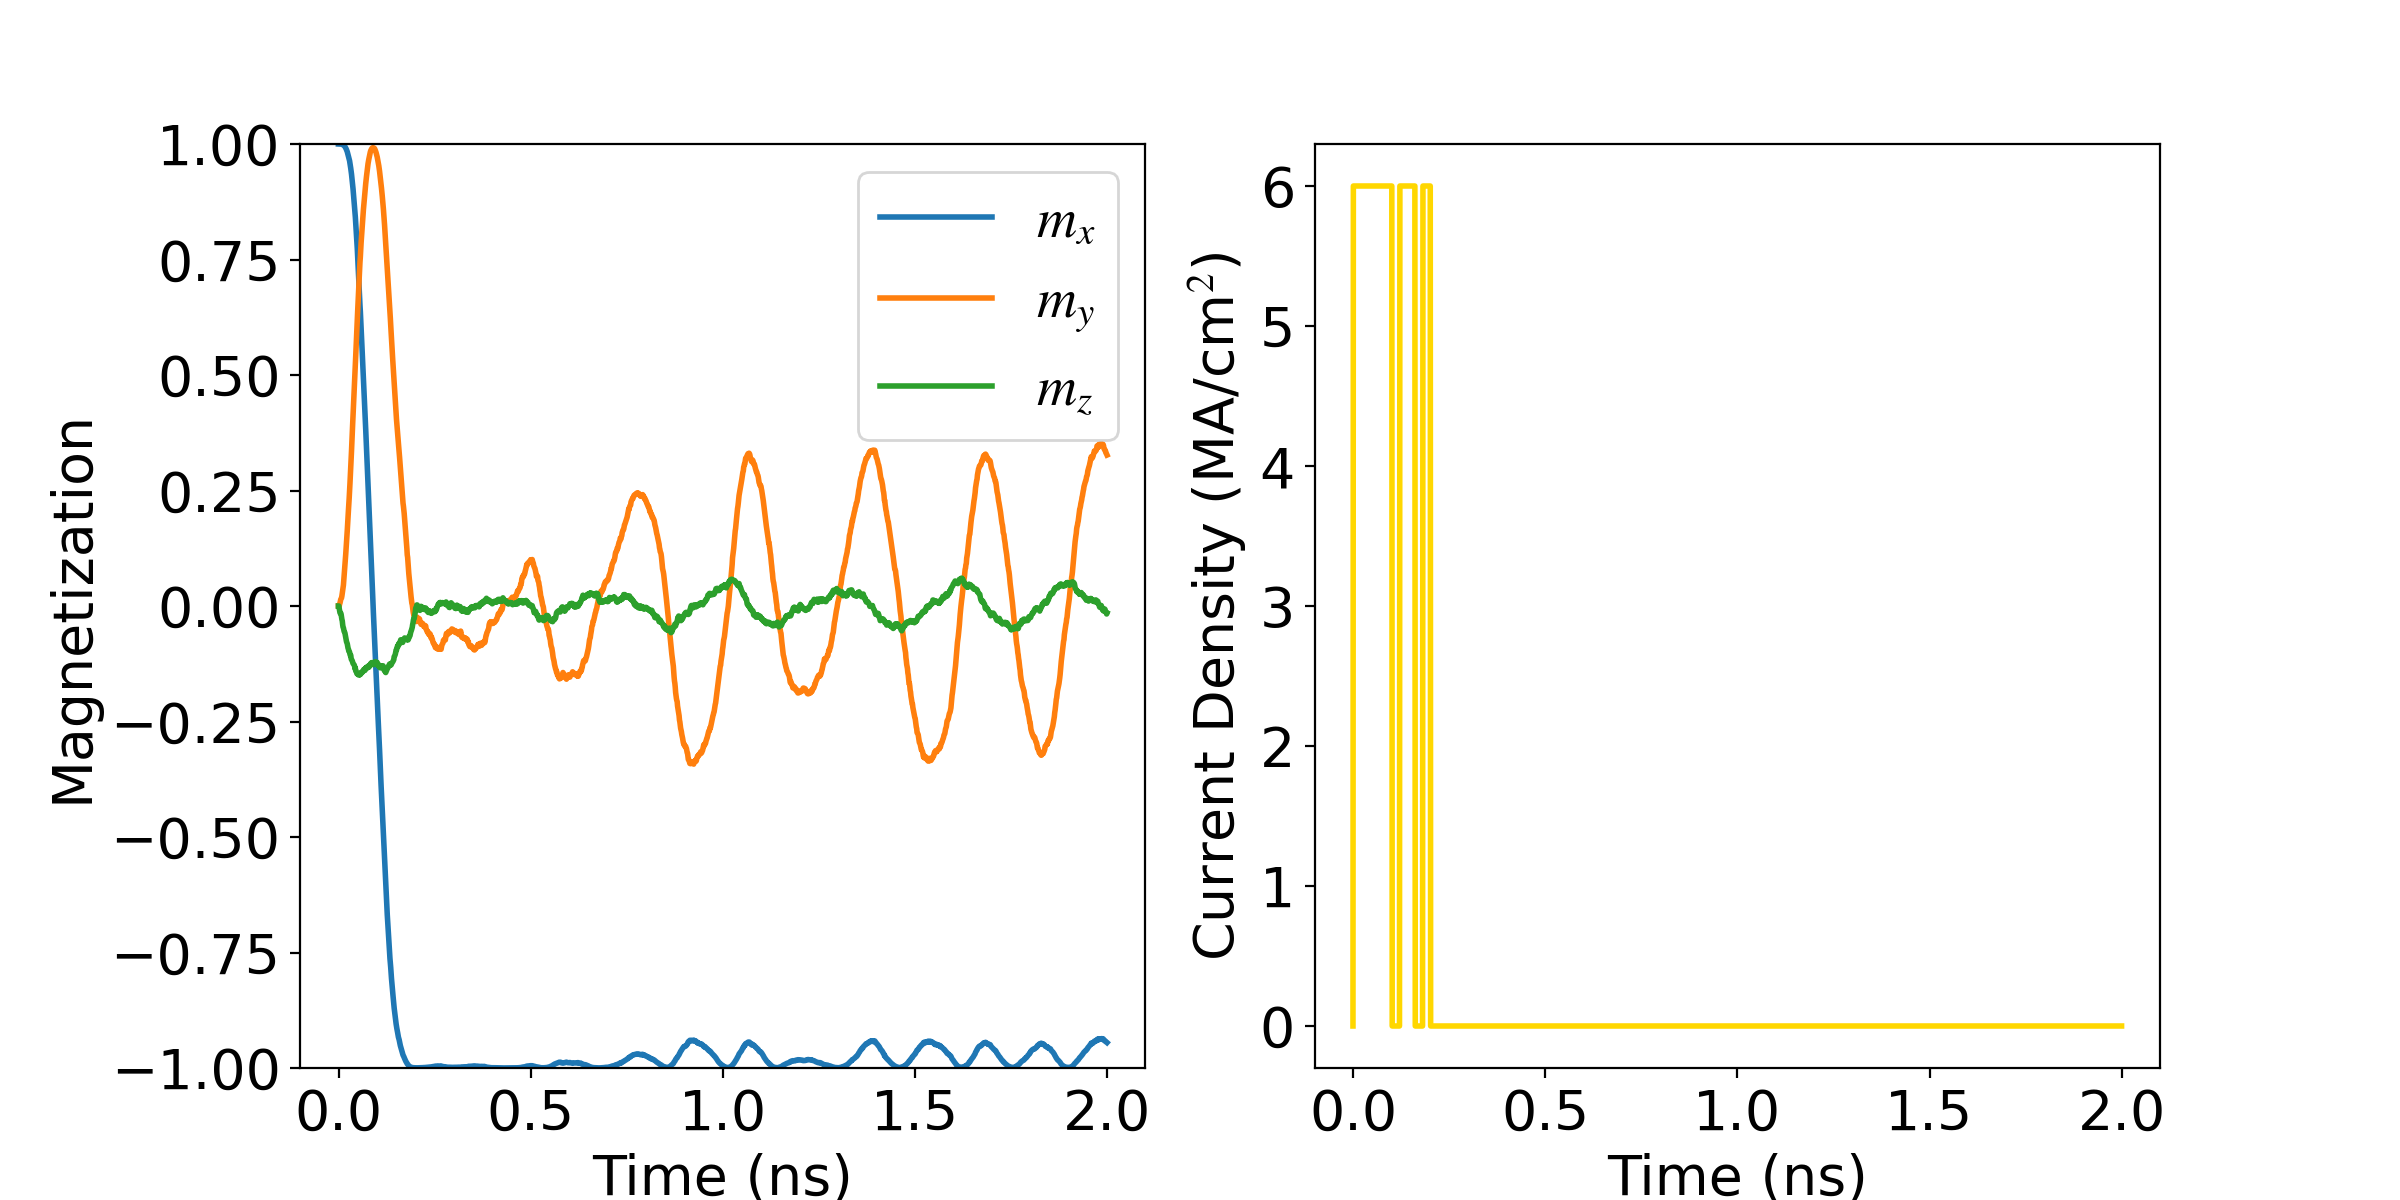 1.00
0.75
0.50
0.25
0.00
−0.25
−0.50
−0.75
−1.00
Magnetization
0.0 0.5 1.0 1.5 2.0
Time (ns)
m_x
m_y
m_z
6
5
4
3
2
1
0
Current Density (MA/cm²)
0.0 0.5 1.0 1.5 2.0
Time (ns)